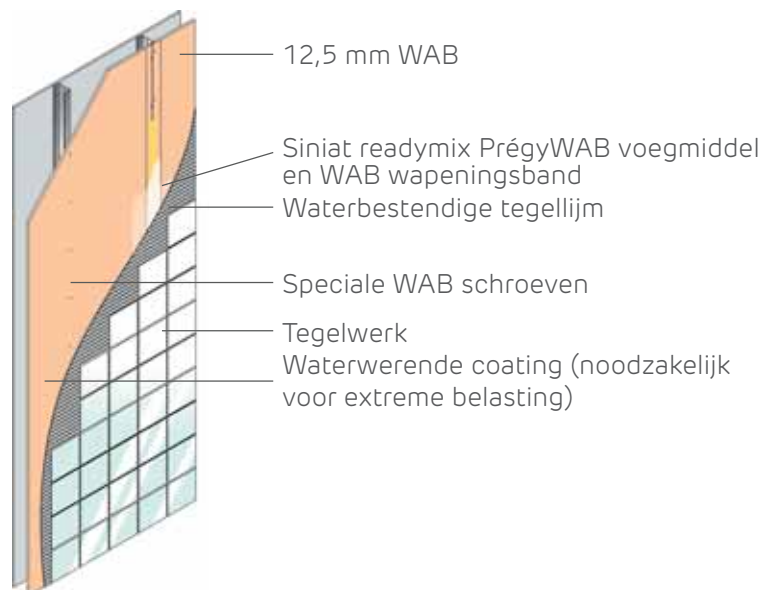 12,5 mm WAB
Siniat readymix PrégyWAB voegmiddel
en WAB wapeningsband
Waterbestendige tegellijm
Speciale WAB schroeven
Tegelwerk
Waterwerende coating (noodzakelijk
voor extreme belasting)